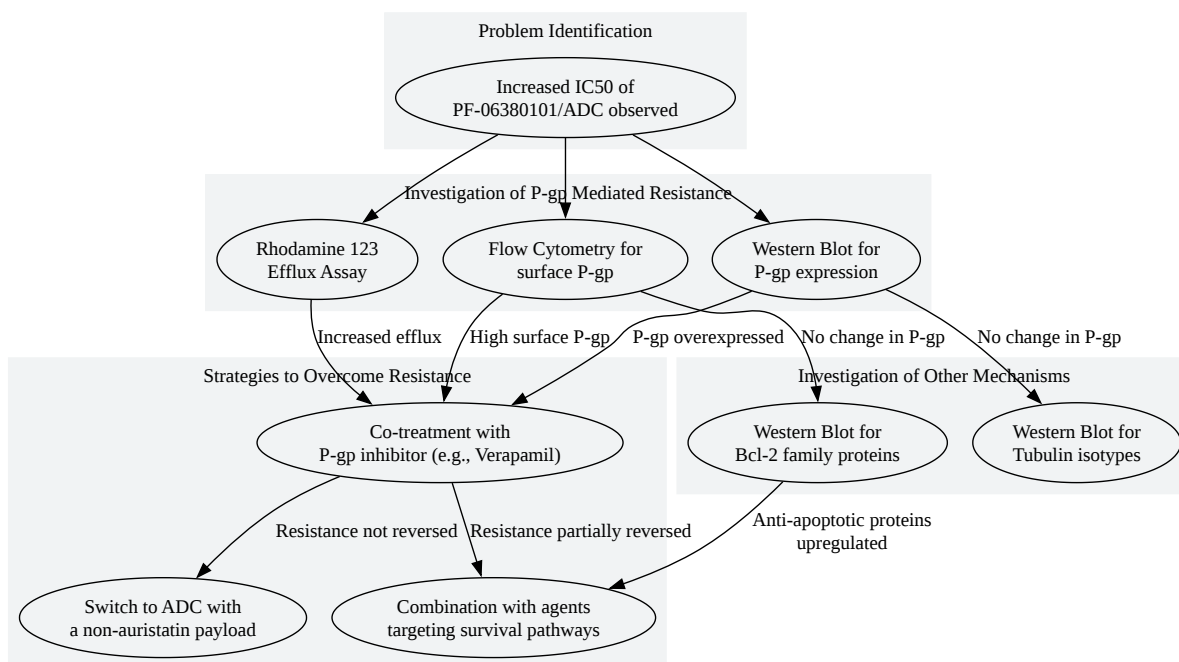 Problem Identification
Increased IC50 of
PF-06380101/ADC observed
Investigation of P-gp Mediated Resistance
Rhodamine 123
Efflux Assay
Flow Cytometry for
surface P-gp
Western Blot for
P-gp expression
Increased efflux
High surface P-gp
P-gp overexpressed
No change in P-gp
No change in P-gp
Strategies to Overcome Resistance
Investigation of Other Mechanisms
Co-treatment with
P-gp inhibitor (e.g., Verapamil)
Western Blot for
Bcl-2 family proteins
Western Blot for
Tubulin isotypes
Resistance not reversed
Resistance partially reversed
Anti-apoptotic proteins
upregulated
Switch to ADC with
a non-auristatin payload
Combination with agents
targeting survival pathways